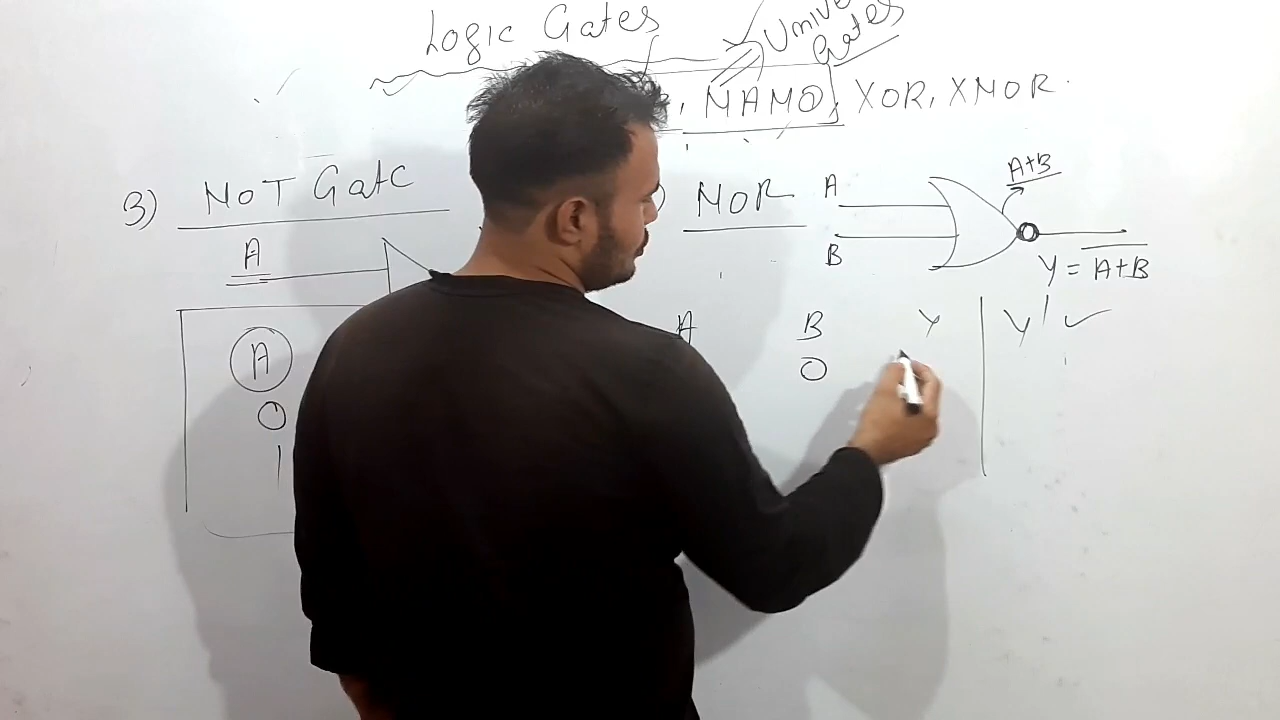 Logic Gates
Universal
Gates
, NAND, XOR, XNOR.
3) NOT Gate
A
A
0
1
) NOR
A
B
A+B
Y = A̅+̅B̅
A B Y Y' ✓
0